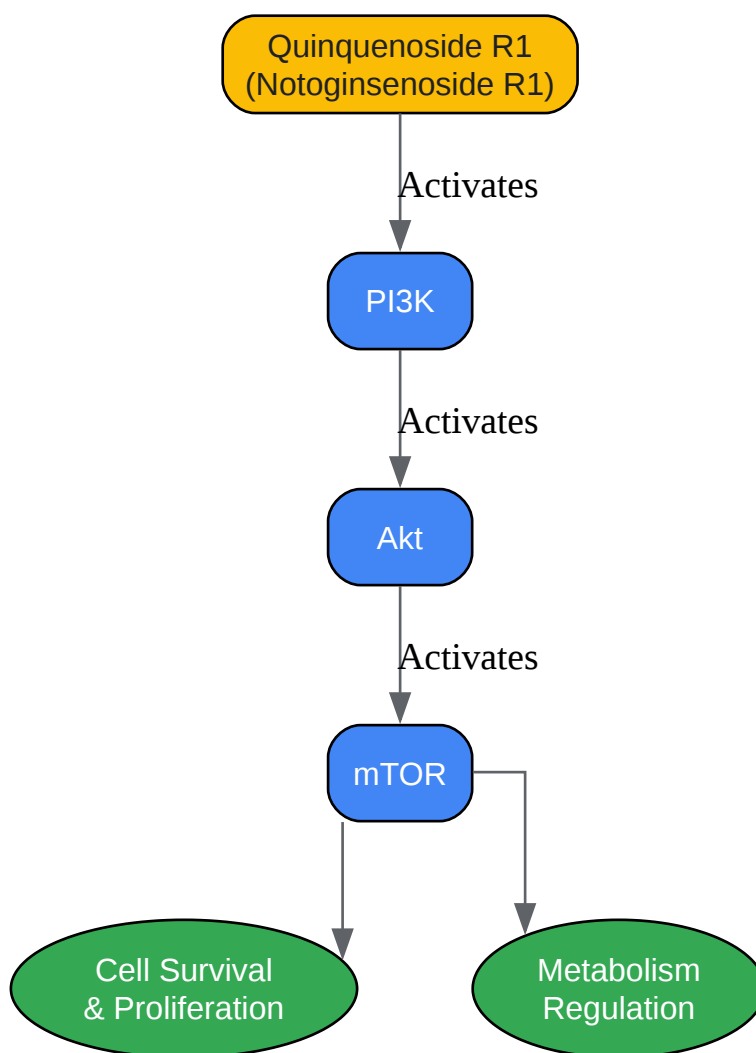 Quinquenoside R1
(Notoginsenoside R1)
Activates
PI3K
Activates
Akt
Activates
mTOR
Cell Survival
& Proliferation
Metabolism
Regulation